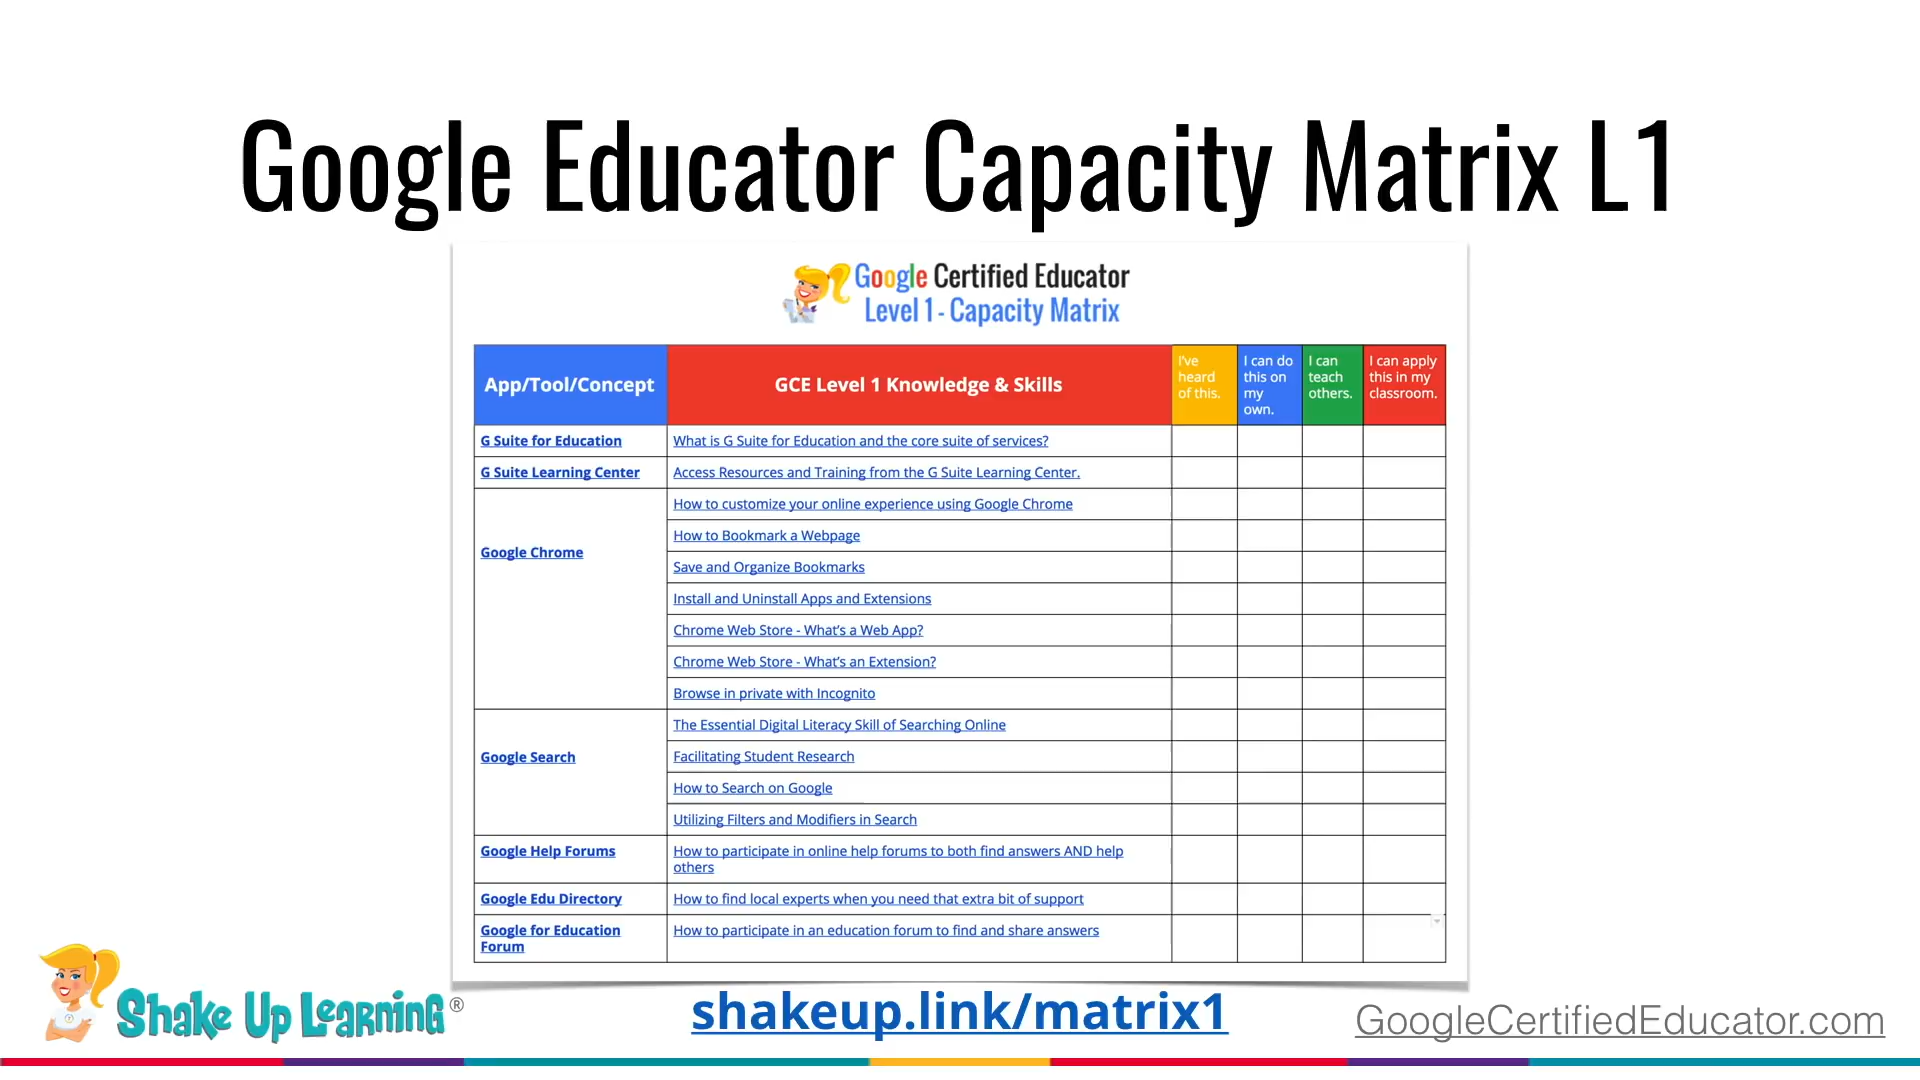 Google Educator Capacity Matrix L1
Google Certified Educator
Level 1 - Capacity Matrix
App/Tool/Concept
GCE Level 1 Knowledge & Skills
I've
heard
of this.
I can do
this on
my
own.
I can
teach
others.
I can apply
this in my
classroom.
G Suite for Education
What is G Suite for Education and the core suite of services?
G Suite Learning Center
Access Resources and Training from the G Suite Learning Center.
Google Chrome
How to customize your online experience using Google Chrome
How to Bookmark a Webpage
Save and Organize Bookmarks
Install and Uninstall Apps and Extensions
Chrome Web Store - What's a Web App?
Chrome Web Store - What's an Extension?
Browse in private with Incognito
Google Search
The Essential Digital Literacy Skill of Searching Online
Facilitating Student Research
How to Search on Google
Utilizing Filters and Modifiers in Search
Google Help Forums
How to participate in online help forums to both find answers AND help
others
Google Edu Directory
How to find local experts when you need that extra bit of support
Google for Education
Forum
How to participate in an education forum to find and share answers
Shake Up Learning®
shakeup.link/matrix1
GoogleCertifiedEducator.com